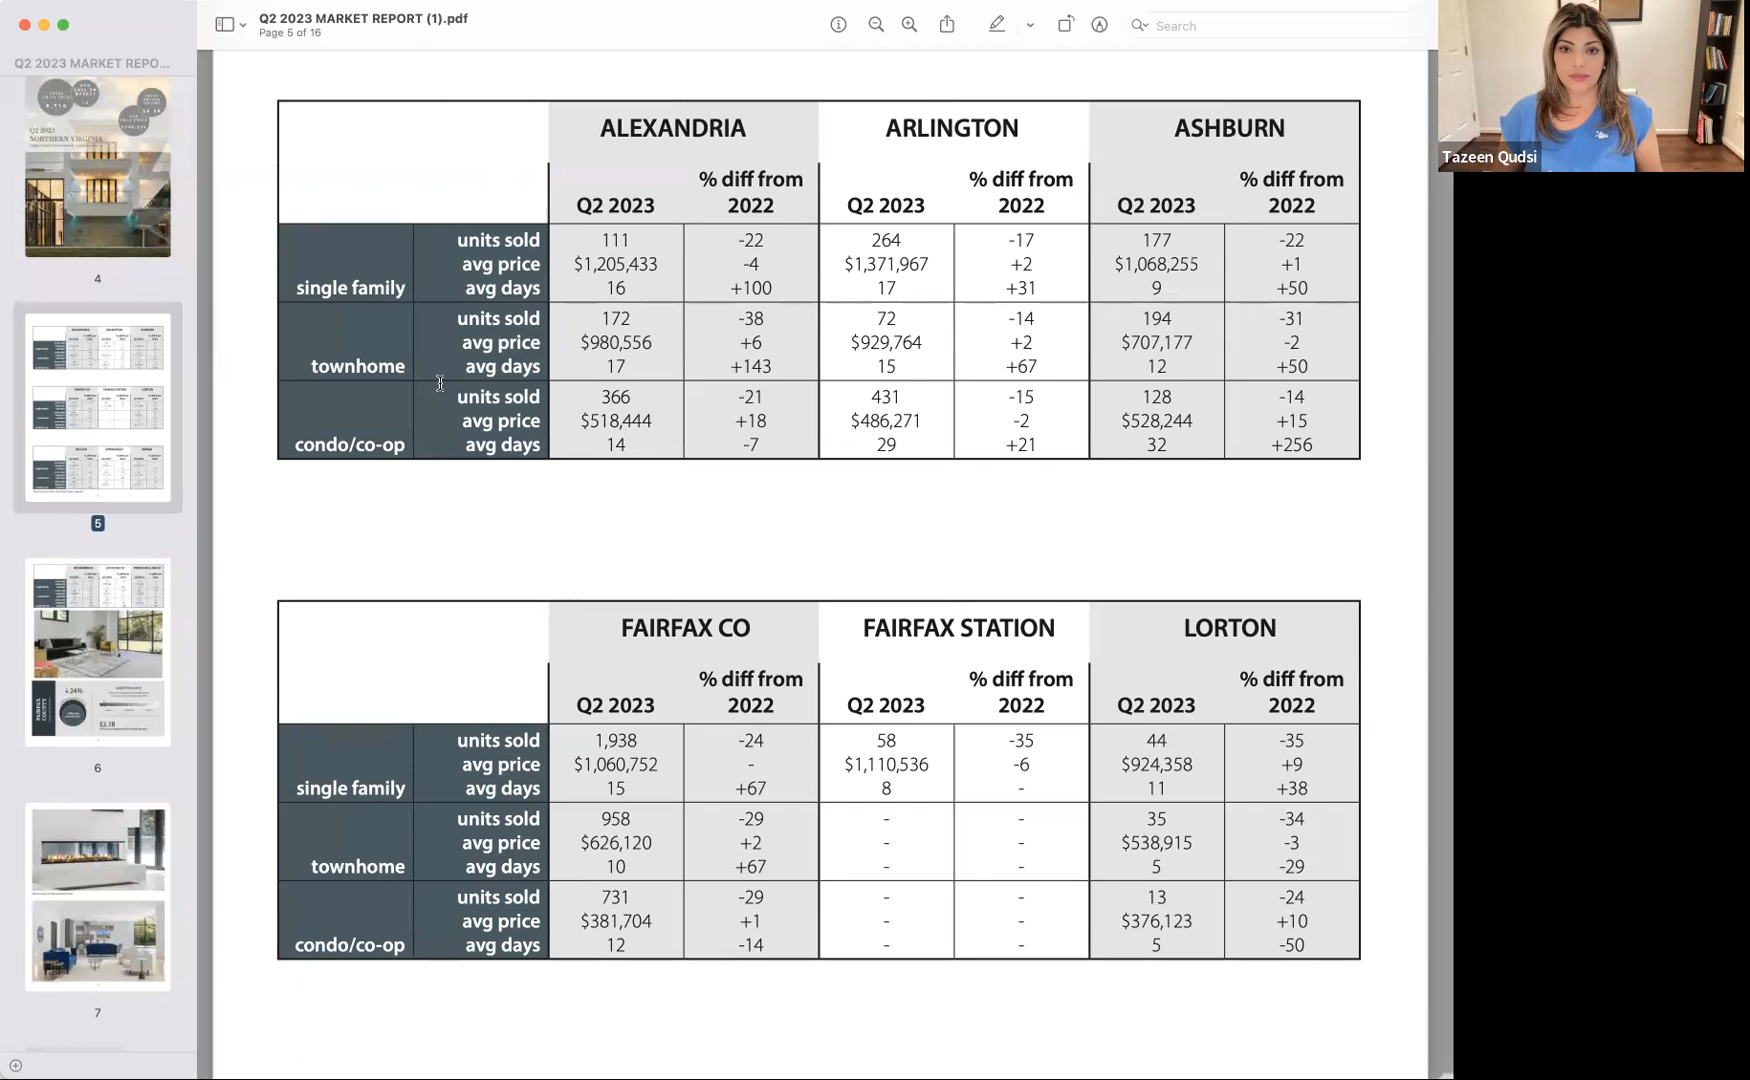 Q2 2023 MARKET REPORT (1).pdf
Page 5 of 16
Search
Q2 2023 MARKET REPO...
4
5
6
7
Tazeen Qudsi
ALEXANDRIA ARLINGTON ASHBURN
% diff from % diff from % diff from
Q2 2023 2022 Q2 2023 2022 Q2 2023 2022
units sold 111 -22 264 -17 177 -22
avg price $1,205,433 -4 $1,371,967 +2 $1,068,255 +1
single family avg days 16 +100 17 +31 9 +50
units sold 172 -38 72 -14 194 -31
avg price $980,556 +6 $929,764 +2 $707,177 -2
townhome avg days 17 +143 15 +67 12 +50
units sold 366 -21 431 -15 128 -14
avg price $518,444 +18 $486,271 -2 $528,244 +15
condo/co-op avg days 14 -7 29 +21 32 +256
FAIRFAX CO FAIRFAX STATION LORTON
% diff from % diff from % diff from
Q2 2023 2022 Q2 2023 2022 Q2 2023 2022
units sold 1,938 -24 58 -35 44 -35
avg price $1,060,752 - $1,110,536 -6 $924,358 +9
single family avg days 15 +67 8 - 11 +38
units sold 958 -29 - - 35 -34
avg price $626,120 +2 - - $538,915 -3
townhome avg days 10 +67 - - 5 -29
units sold 731 -29 - - 13 -24
avg price $381,704 +1 - - $376,123 +10
condo/co-op avg days 12 -14 - - 5 -50